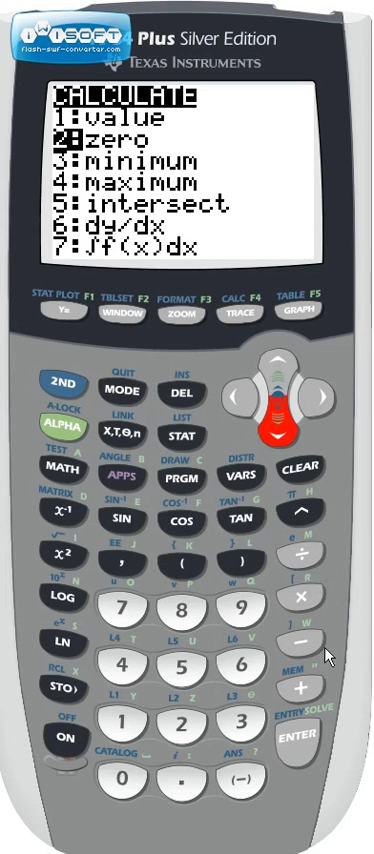 iWiSOFT
flash-swf-converter.com
4 Plus Silver Edition
TEXAS INSTRUMENTS
CALCULATE
1:value
2:zero
3:minimum
4:maximum
5:intersect
6:dy/dx
7:∫f(x)dx
STAT PLOT F1 TBLSET F2 FORMAT F3 CALC F4 TABLE F5
Y= WINDOW ZOOM TRACE GRAPH
QUIT INS
2ND MODE DEL
A-LOCK LINK LIST
ALPHA X,T,Θ,n STAT
TEST A ANGLE B DRAW C DISTR
MATH APPS PRGM VARS CLEAR
MATRIX D SIN⁻¹ E COS⁻¹ F TAN⁻¹ G π H
x⁻¹ SIN COS TAN ^
√ I EE J { K } L e M
x² , ( ) ÷
10ˣ N u O v P w Q [ R
LOG 7 8 9 ×
eˣ S L4 T L5 U L6 V ] W
LN 4 5 6 −
RCL X L1 Y L2 Z L3 θ MEM "
STO› 1 2 3 +
OFF CATALOG ⎵ i : ANS ? ENTRY SOLVE
ON 0 . (−) ENTER